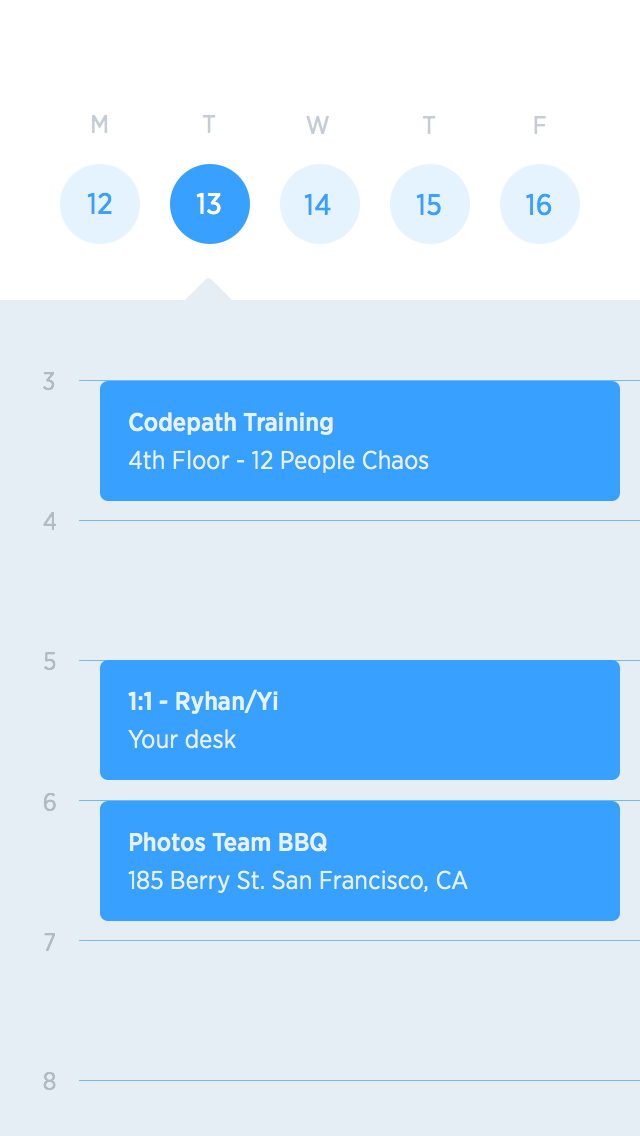 M T W T F
12 13 14 15 16
3
Codepath Training
4th Floor - 12 People Chaos
4
5
1:1 - Ryhan/Yi
Your desk
6
Photos Team BBQ
185 Berry St. San Francisco, CA
7
8